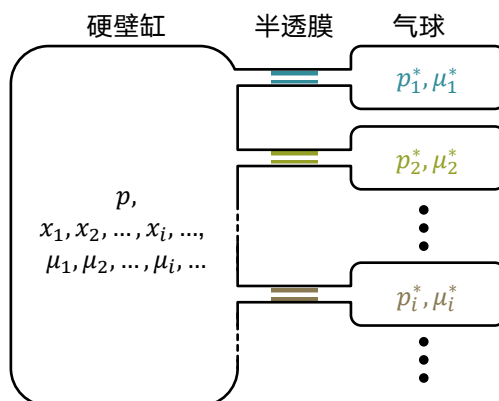 硬壁缸 半透膜 气球
p₁*, μ₁*
p₂*, μ₂*
p,
x₁, x₂, …, xᵢ, …,
μ₁, μ₂, …, μᵢ, …
pᵢ*, μᵢ*